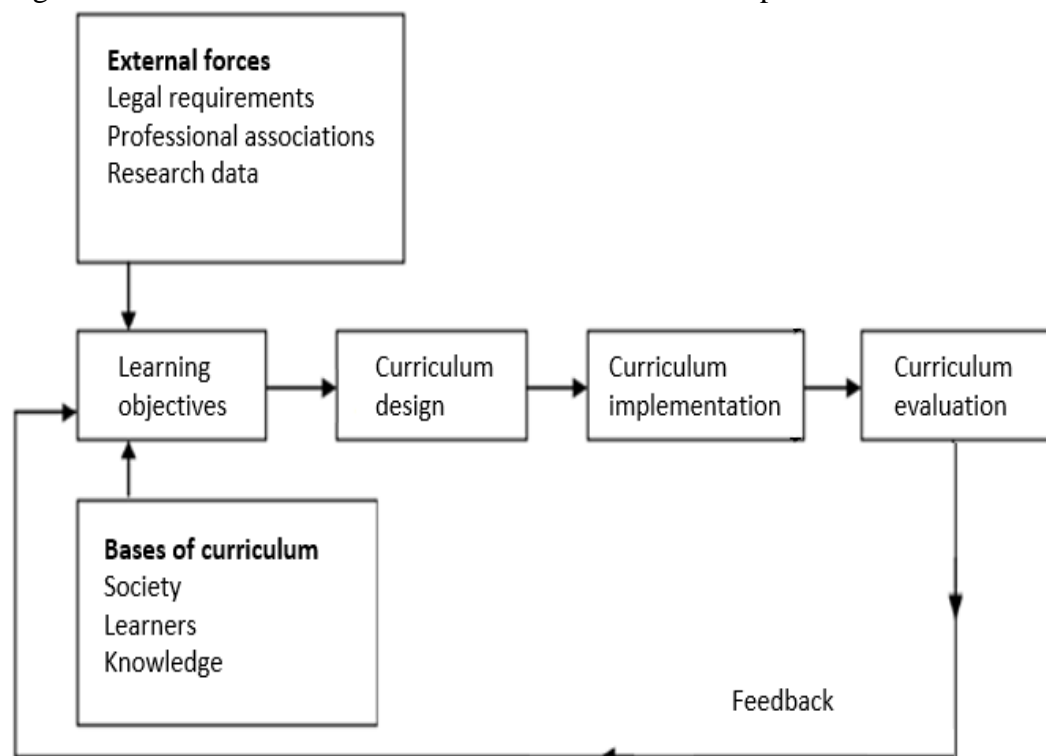 External forces
Legal requirements
Professional associations
Research data
Learning
objectives
Curriculum
design
Curriculum
implementation
Curriculum
evaluation
Bases of curriculum
Society
Learners
Knowledge
Feedback